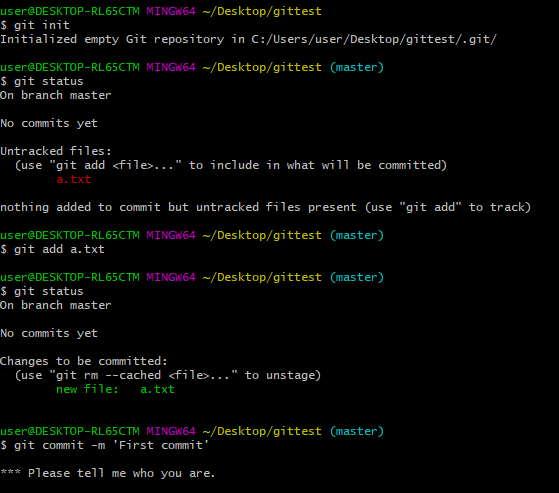 user@DESKTOP-RL65CTM MINGW64 ~/Desktop/gittest
$ git init
Initialized empty Git repository in C:/Users/user/Desktop/gittest/.git/
user@DESKTOP-RL65CTM MINGW64 ~/Desktop/gittest (master)
$ git status
On branch master
No commits yet
Untracked files:
  (use "git add <file>..." to include in what will be committed)
        a.txt
nothing added to commit but untracked files present (use "git add" to track)
user@DESKTOP-RL65CTM MINGW64 ~/Desktop/gittest (master)
$ git add a.txt
user@DESKTOP-RL65CTM MINGW64 ~/Desktop/gittest (master)
$ git status
On branch master
No commits yet
Changes to be committed:
  (use "git rm --cached <file>..." to unstage)
        new file:   a.txt
user@DESKTOP-RL65CTM MINGW64 ~/Desktop/gittest (master)
$ git commit -m 'First commit'
*** Please tell me who you are.